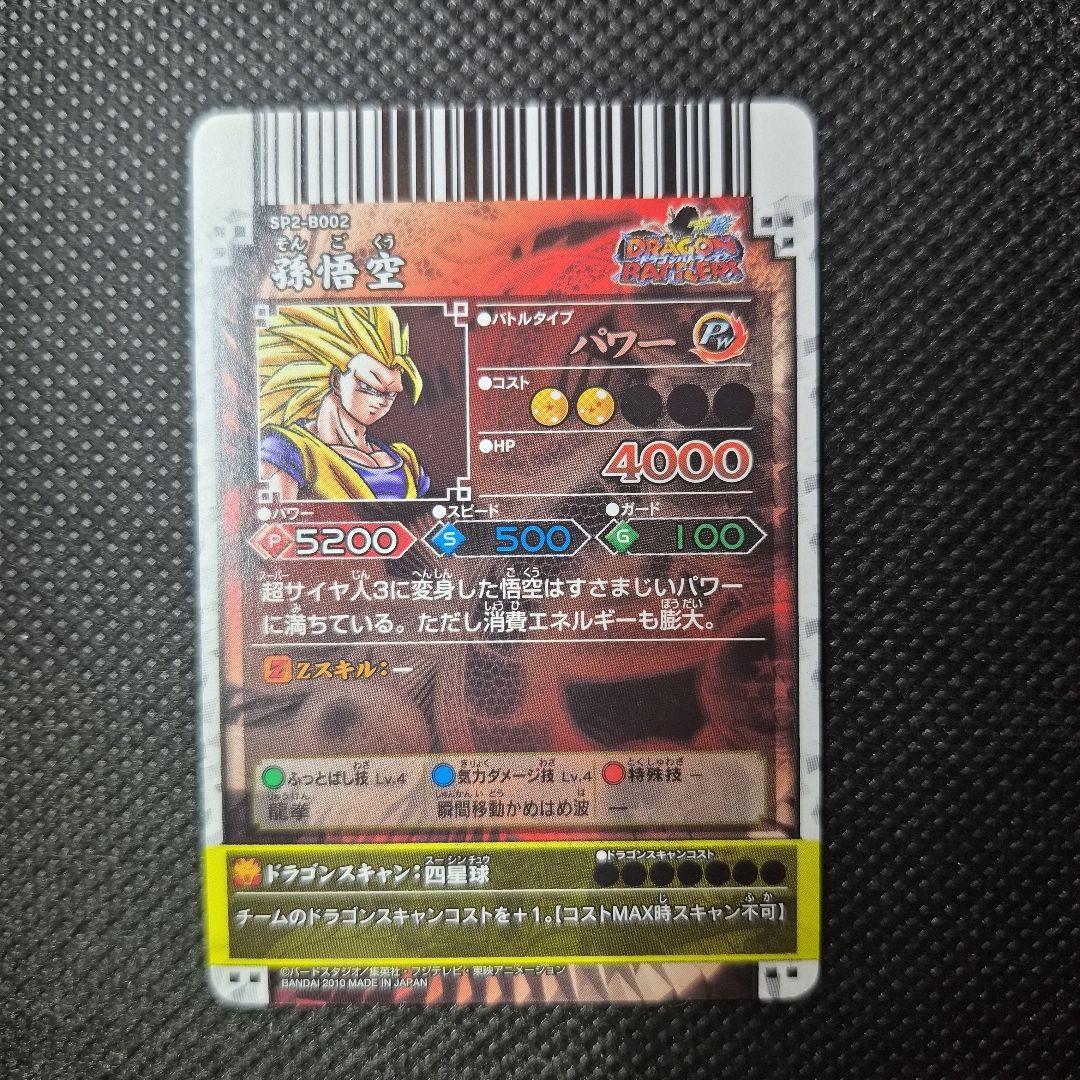 SP2-B002
そん ご くう
孫悟空
DRAGON
ドラゴンバトラーズ
BATTLERS
●バトルタイプ
パワー PW
●コスト
●HP
4000
●パワー ●スピード ●ガード
P 5200 S 500 G 100
スーパー じん へんしん ご くう
超サイヤ人3に変身した悟空はすさまじいパワー
み しょうひ ぼうだい
に満ちている。ただし消費エネルギーも膨大。
Z Zスキル:ー
わざ きりょく わざ とくしゅわざ
ふっとばし技 Lv.4 気力ダメージ技 Lv.4 特殊技 ー
りゅうけん しゅんかんいどう は
龍拳 瞬間移動かめはめ波 ー
スーシンチュウ ●ドラゴンスキャンコスト
ドラゴンスキャン:四星球
じ ふか
チームのドラゴンスキャンコストを+1。【コストMAX時スキャン不可】
©バードスタジオ/集英社・フジテレビ・東映アニメーション
BANDAI 2010 MADE IN JAPAN